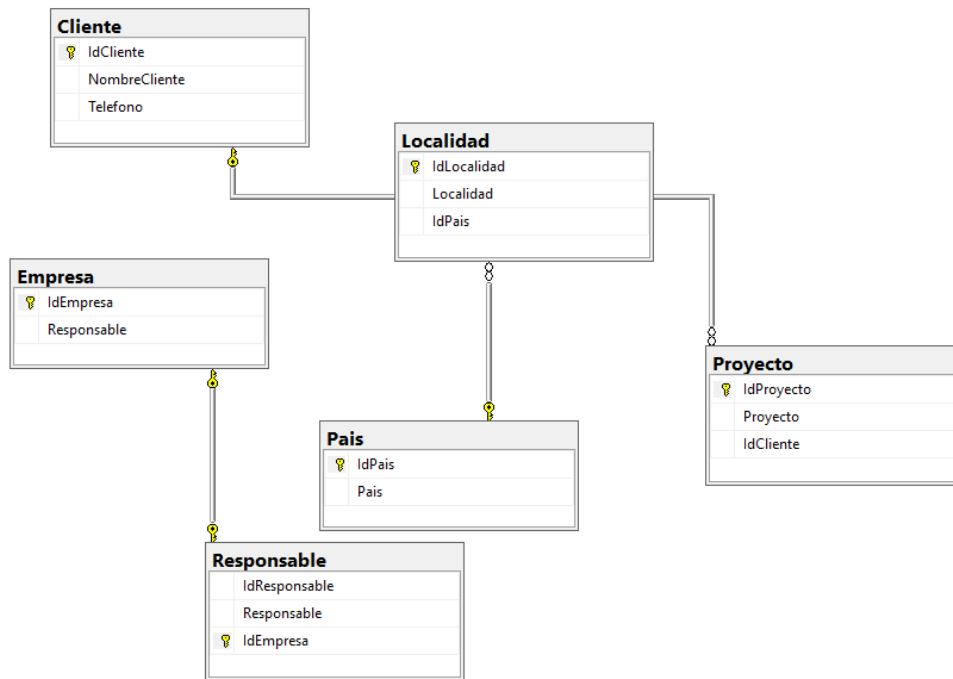 Cliente
IdCliente
NombreCliente
Telefono
Localidad
IdLocalidad
Localidad
IdPais
Empresa
IdEmpresa
Responsable
Proyecto
IdProyecto
Proyecto
IdCliente
Pais
IdPais
Pais
Responsable
IdResponsable
Responsable
IdEmpresa